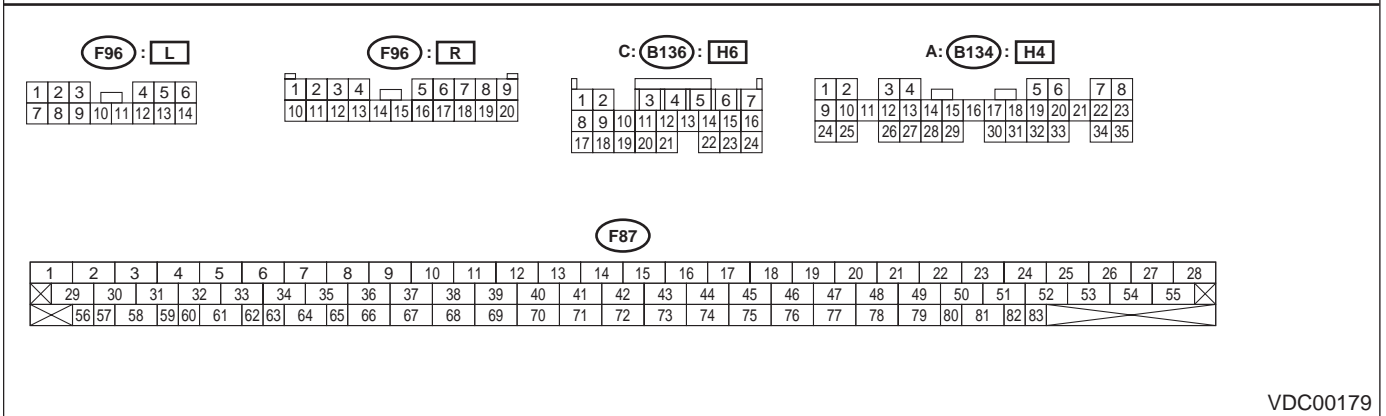 F96 : L
F96 : R
C: B136 : H6
A: B134 : H4
1 2 3 4 5 6
7 8 9 10 11 12 13 14
1 2 3 4 5 6 7 8 9
10 11 12 13 14 15 16 17 18 19 20
1 2 3 4 5 6 7
8 9 10 11 12 13 14 15 16
17 18 19 20 21 22 23 24
1 2 3 4 5 6 7 8
9 10 11 12 13 14 15 16 17 18 19 20 21 22 23
24 25 26 27 28 29 30 31 32 33 34 35
F87
1 2 3 4 5 6 7 8 9 10 11 12 13 14 15 16 17 18 19 20 21 22 23 24 25 26 27 28
29 30 31 32 33 34 35 36 37 38 39 40 41 42 43 44 45 46 47 48 49 50 51 52 53 54 55
56 57 58 59 60 61 62 63 64 65 66 67 68 69 70 71 72 73 74 75 76 77 78 79 80 81 82 83
VDC00179